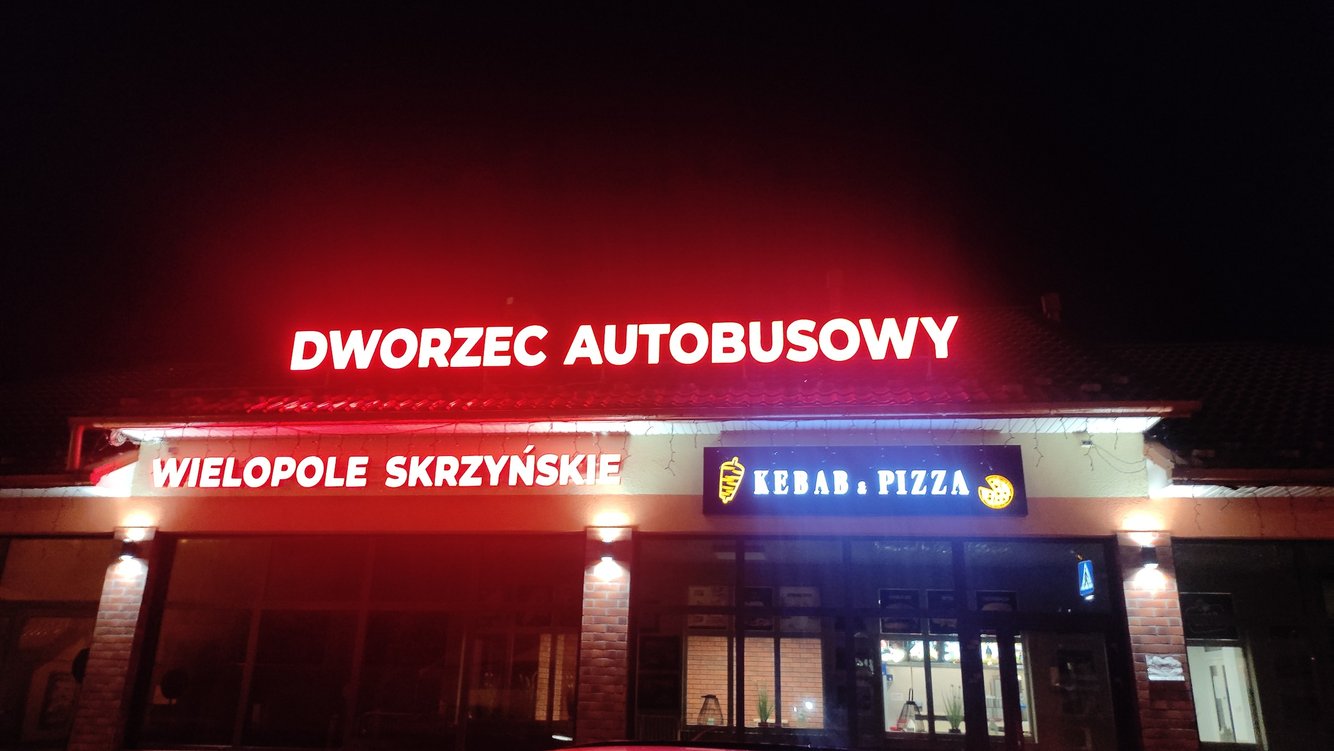 DWORZEC AUTOBUSOWY
WIELOPOLE SKRZYŃSKIE
KEBAB & PIZZA